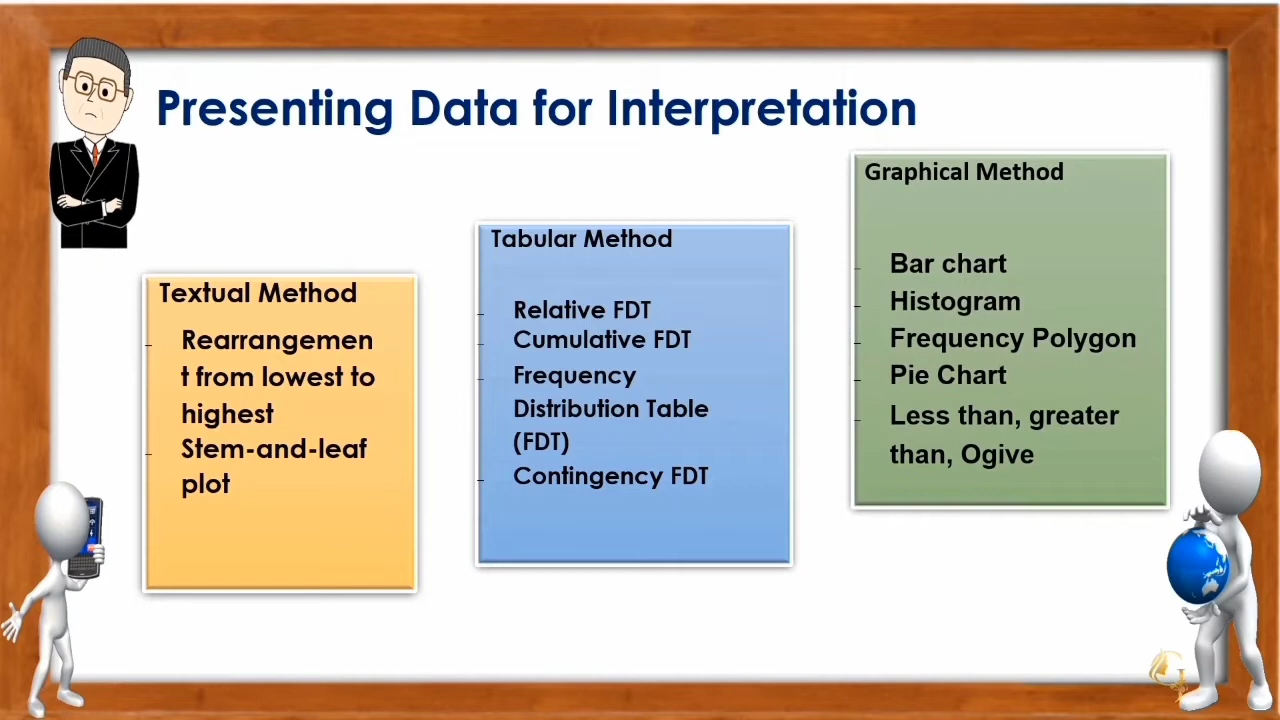 Presenting Data for Interpretation
Textual Method
Rearrangemen
t from lowest to
highest
Stem-and-leaf
plot
Tabular Method
Relative FDT
Cumulative FDT
Frequency
Distribution Table
(FDT)
Contingency FDT
Graphical Method
Bar chart
Histogram
Frequency Polygon
Pie Chart
Less than, greater
than, Ogive